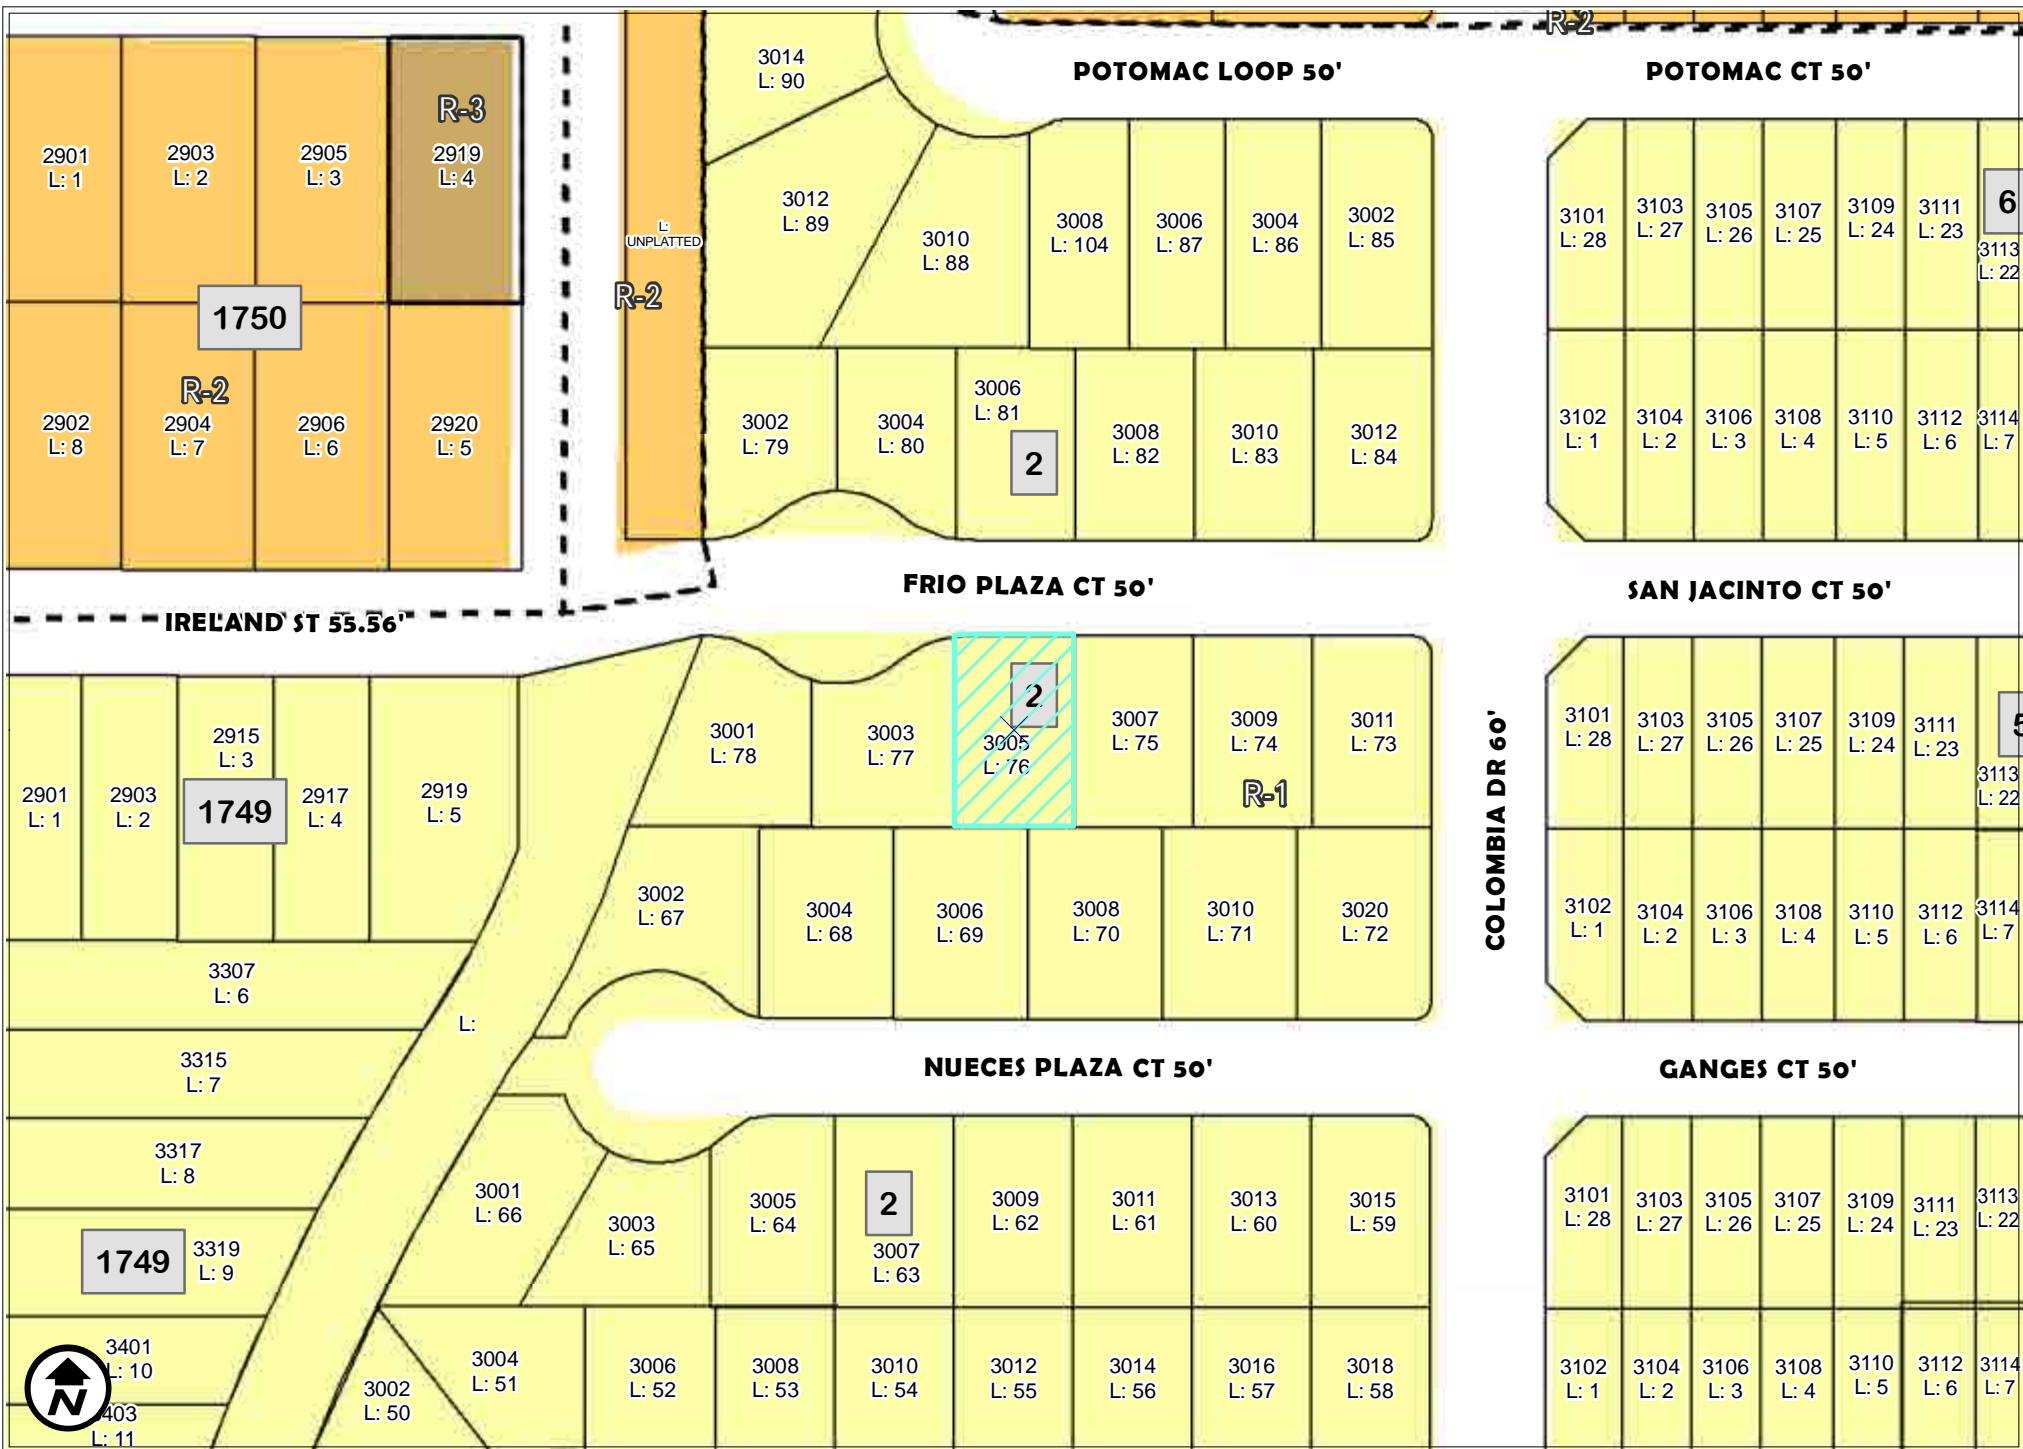 R-2
3014
L: 90
POTOMAC LOOP 50'
POTOMAC CT 50'
R-3
2901
L: 1
2903
L: 2
2905
L: 3
2919
L: 4
3012
L: 89
3010
L: 88
3008
L: 104
3006
L: 87
3004
L: 86
3002
L: 85
3101
L: 28
3103
L: 27
3105
L: 26
3107
L: 25
3109
L: 24
3111
L: 23
6
3113
L: 22
L:
UNPLATTED
R-2
1750
R-2
2902
L: 8
2904
L: 7
2906
L: 6
2920
L: 5
3002
L: 79
3004
L: 80
3006
L: 81
2
3008
L: 82
3010
L: 83
3012
L: 84
3102
L: 1
3104
L: 2
3106
L: 3
3108
L: 4
3110
L: 5
3112
L: 6
3114
L: 7
IRELAND ST 55.56'
FRIO PLAZA CT 50'
SAN JACINTO CT 50'
2901
L: 1
2903
L: 2
2915
L: 3
1749
2917
L: 4
2919
L: 5
3001
L: 78
3003
L: 77
2
3005
L: 76
3007
L: 75
3009
L: 74
R-1
3011
L: 73
COLOMBIA DR 60'
3101
L: 28
3103
L: 27
3105
L: 26
3107
L: 25
3109
L: 24
3111
L: 23
5
3113
L: 22
3002
L: 67
3004
L: 68
3006
L: 69
3008
L: 70
3010
L: 71
3020
L: 72
3102
L: 1
3104
L: 2
3106
L: 3
3108
L: 4
3110
L: 5
3112
L: 6
3114
L: 7
3307
L: 6
L:
3315
L: 7
NUECES PLAZA CT 50'
GANGES CT 50'
3317
L: 8
1749
3319
L: 9
3001
L: 66
3003
L: 65
3005
L: 64
2
3007
L: 63
3009
L: 62
3011
L: 61
3013
L: 60
3015
L: 59
3101
L: 28
3103
L: 27
3105
L: 26
3107
L: 25
3109
L: 24
3111
L: 23
3113
L: 22
3401
L: 10
N
403
L: 11
3002
L: 50
3004
L: 51
3006
L: 52
3008
L: 53
3010
L: 54
3012
L: 55
3014
L: 56
3016
L: 57
3018
L: 58
3102
L: 1
3104
L: 2
3106
L: 3
3108
L: 4
3110
L: 5
3112
L: 6
3114
L: 7